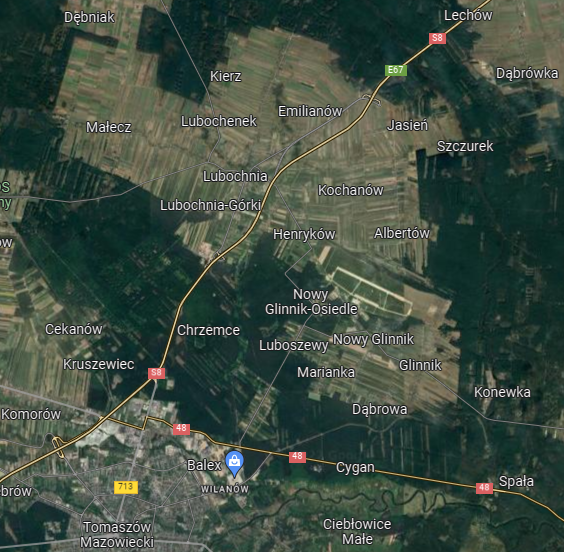 Dębniak
Lechów
S8
E67
Dąbrówka
Kierz
Emilianów
Lubochenek
Małecz
Jasień
Szczurek
Lubochnia
Kochanów
Lubochnia-Górki
Henryków
Albertów
Nowy
Glinnik-Osiedle
Cekanów
Chrzemce
Luboszewy
Nowy Glinnik
Kruszewiec
S8
Marianka
Glinnik
Konewka
Komorów
Dąbrowa
48
48
Balex
Cygan
WILANÓW
713
48
Spała
Tomaszów
Mazowiecki
Ciebłowice
Małe